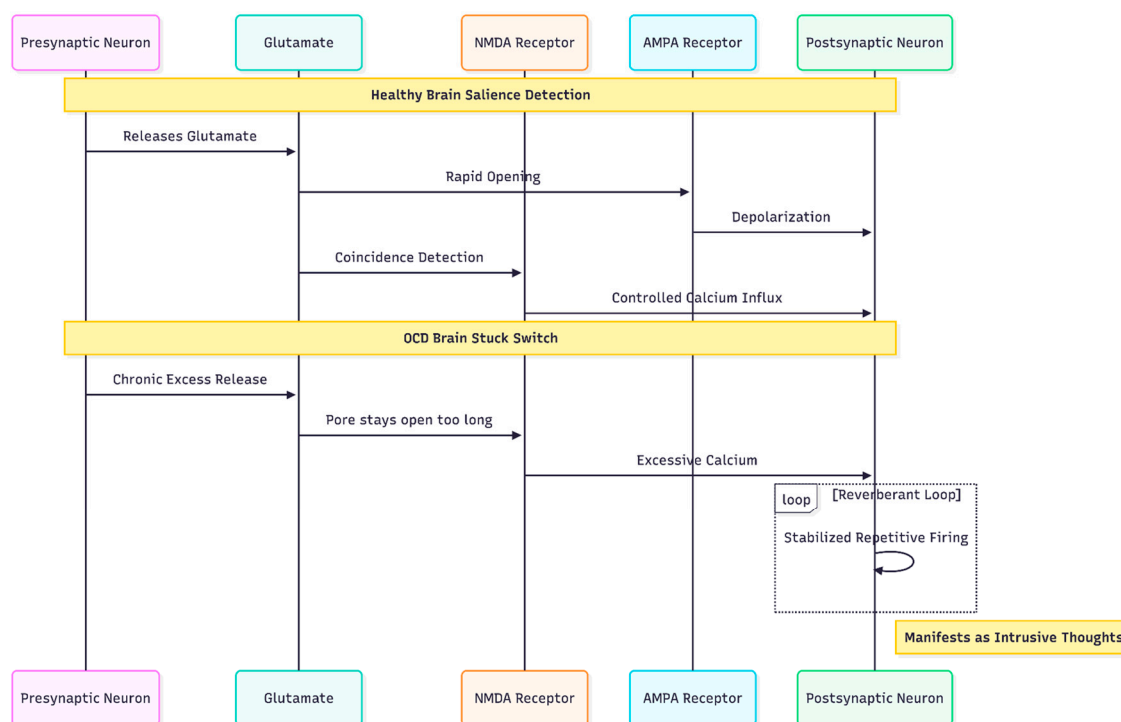 Presynaptic Neuron
Glutamate
NMDA Receptor
AMPA Receptor
Postsynaptic Neuron
Healthy Brain Salience Detection
Releases Glutamate
Rapid Opening
Depolarization
Coincidence Detection
Controlled Calcium Influx
OCD Brain Stuck Switch
Chronic Excess Release
Pore stays open too long
Excessive Calcium
loop
[Reverberant Loop]
Stabilized Repetitive Firing
Manifests as Intrusive Thoughts
Presynaptic Neuron
Glutamate
NMDA Receptor
AMPA Receptor
Postsynaptic Neuron